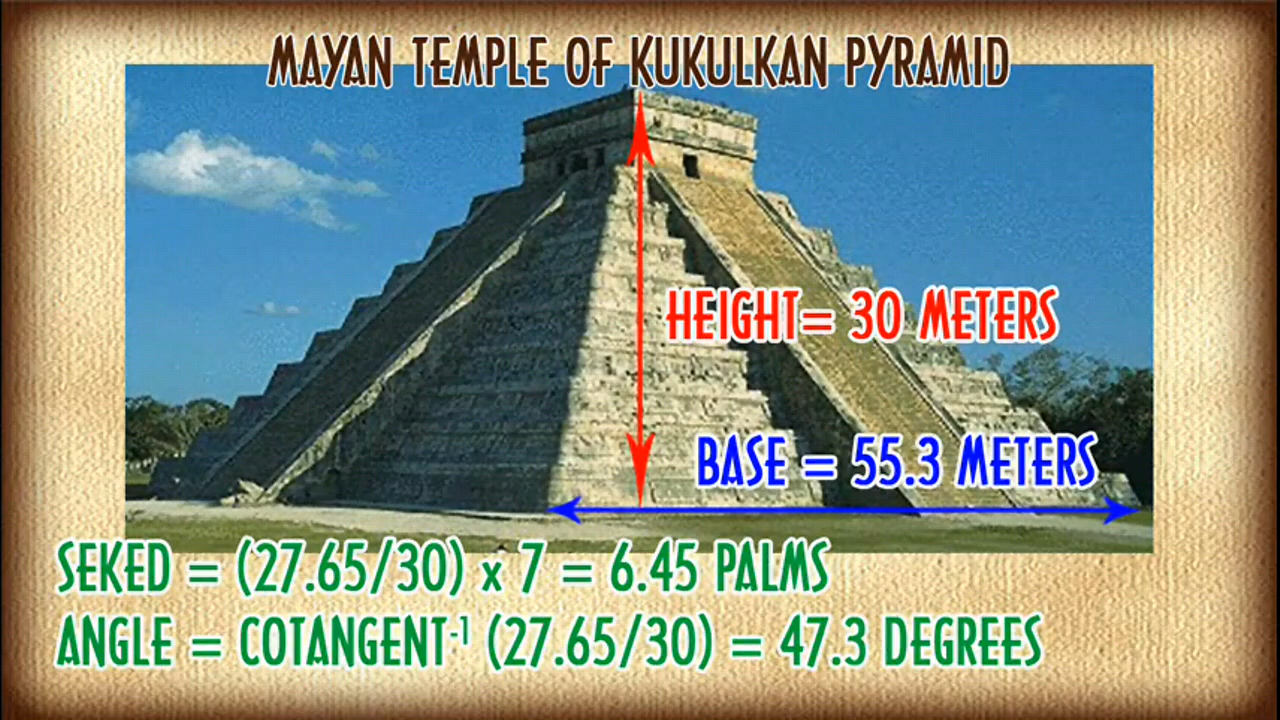 MAYAN TEMPLE OF KUKULKAN PYRAMID
HEIGHT= 30 METERS
BASE = 55.3 METERS
SEKED = (27.65/30) x 7 = 6.45 PALMS
ANGLE = COTANGENT⁻¹ (27.65/30) = 47.3 DEGREES